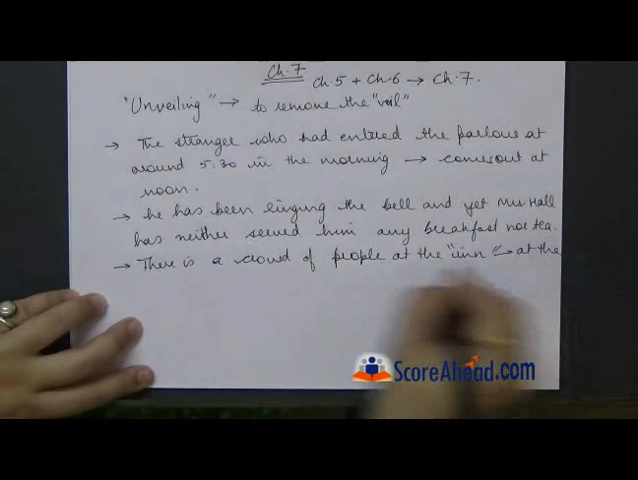 Ch.7
Ch.5 + Ch.6 → Ch.7.
"Unveiling" → to remove the "veil"
→ The stranger who had entered the parlour at
around 5:30 in the morning → comes out at
noon.
→ he has been ringing the bell and yet Mrs. Hall
has neither served him any breakfast nor tea.
→ There is a crowd of people at the "inn" → at the
ScoreAhead.com